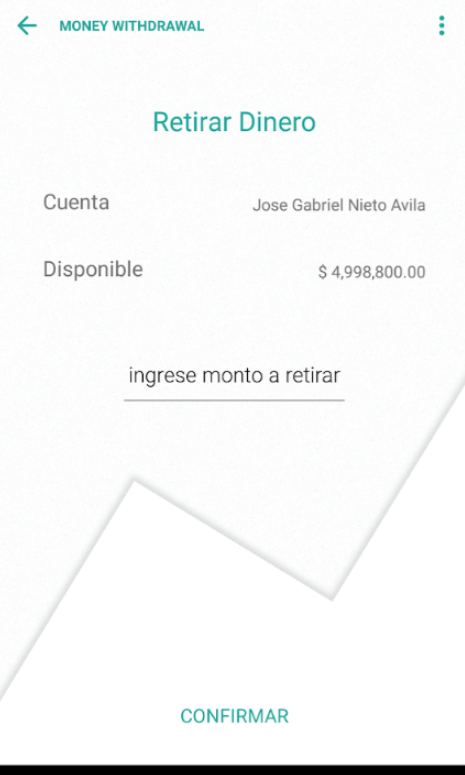 MONEY WITHDRAWAL
Retirar Dinero
Cuenta Jose Gabriel Nieto Avila
Disponible $ 4,998,800.00
ingrese monto a retirar
CONFIRMAR